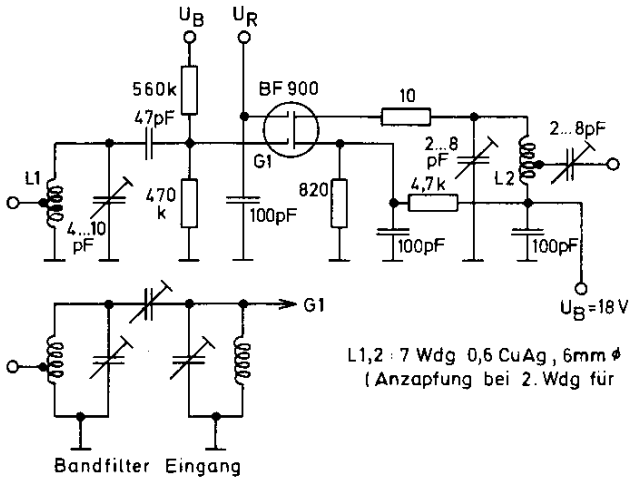 U_B
U_R
560k
BF 900
10
47pF
2...8pF
G1
2...8
pF
L1
L2
470
k
820
4,7k
4...10
pF
100pF
100pF
100pF
U_B=18V
G1
L1,2 : 7 Wdg 0,6 CuAg, 6mm ϕ
(Anzapfung bei 2. Wdg für
Bandfilter Eingang